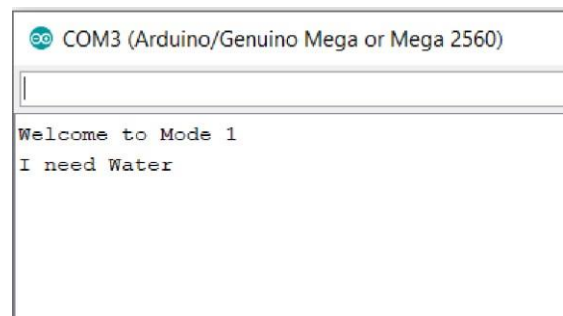 COM3 (Arduino/Genuino Mega or Mega 2560)
Welcome to Mode 1
I need Water